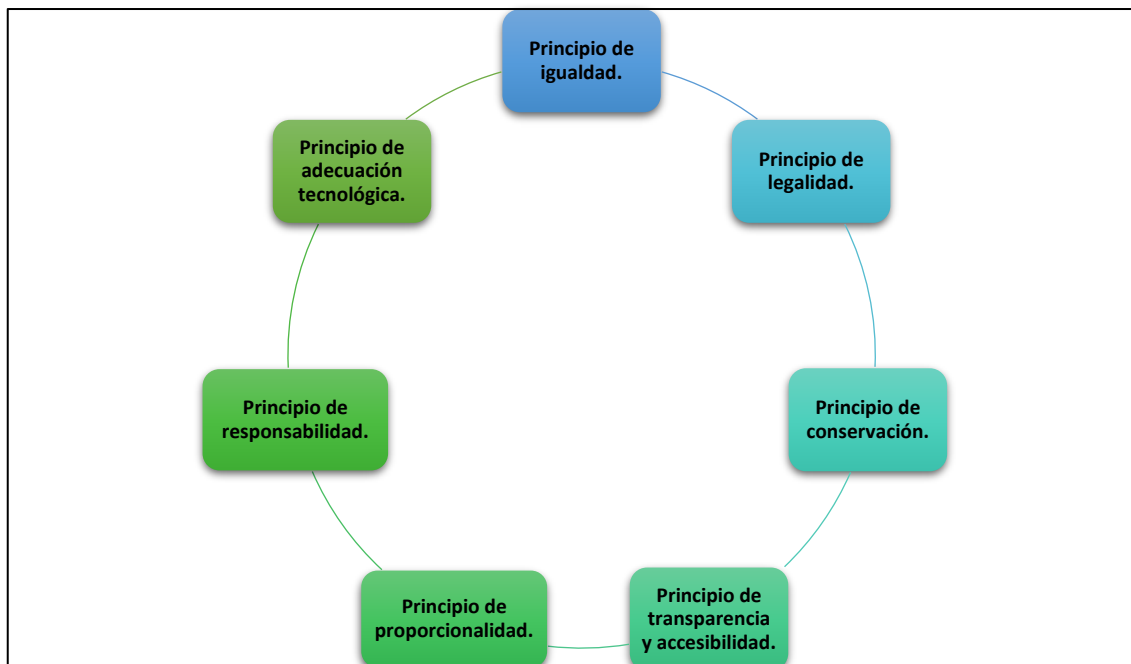 Principio de
igualdad.
Principio de
legalidad.
Principio de
conservación.
Principio de
transparencia
y accesibilidad.
Principio de
proporcionalidad.
Principio de
responsabilidad.
Principio de
adecuación
tecnológica.